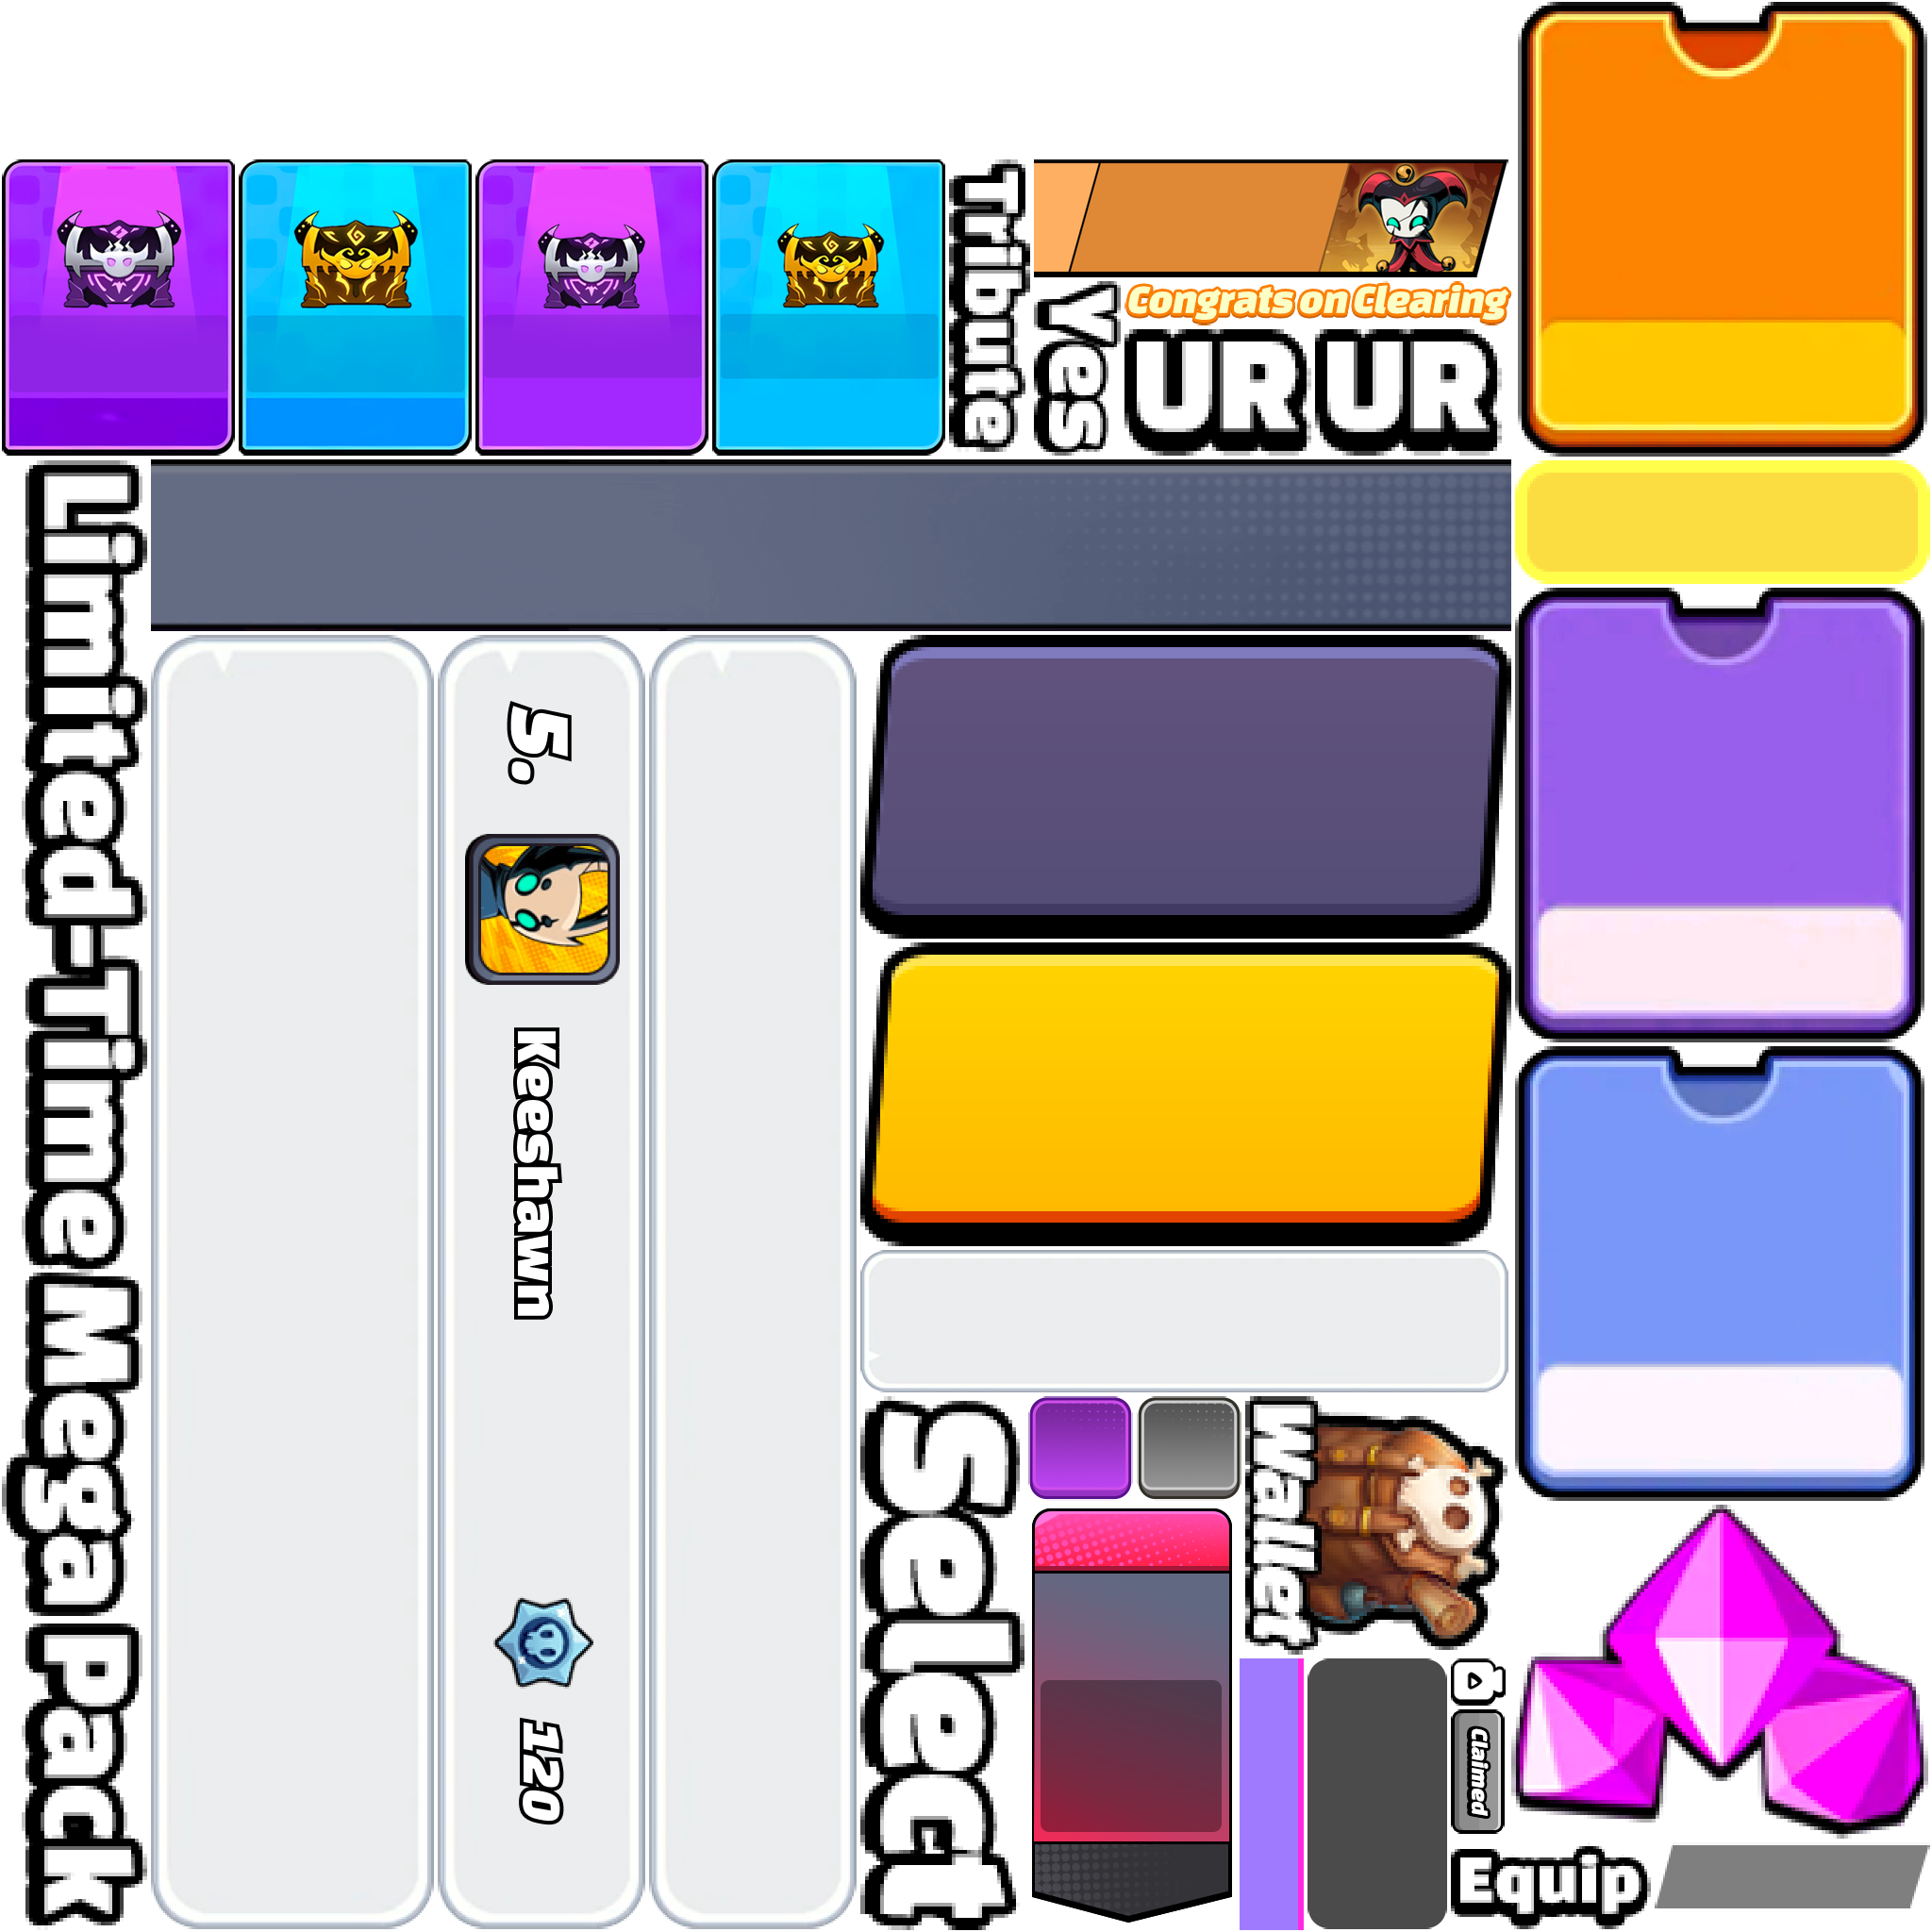 Tribute
Yes
Congrats on Clearing
UR UR
Limited-Time Mega Pack
5.
Keeshawn
120
Select
Wallet
Claimed
Equip